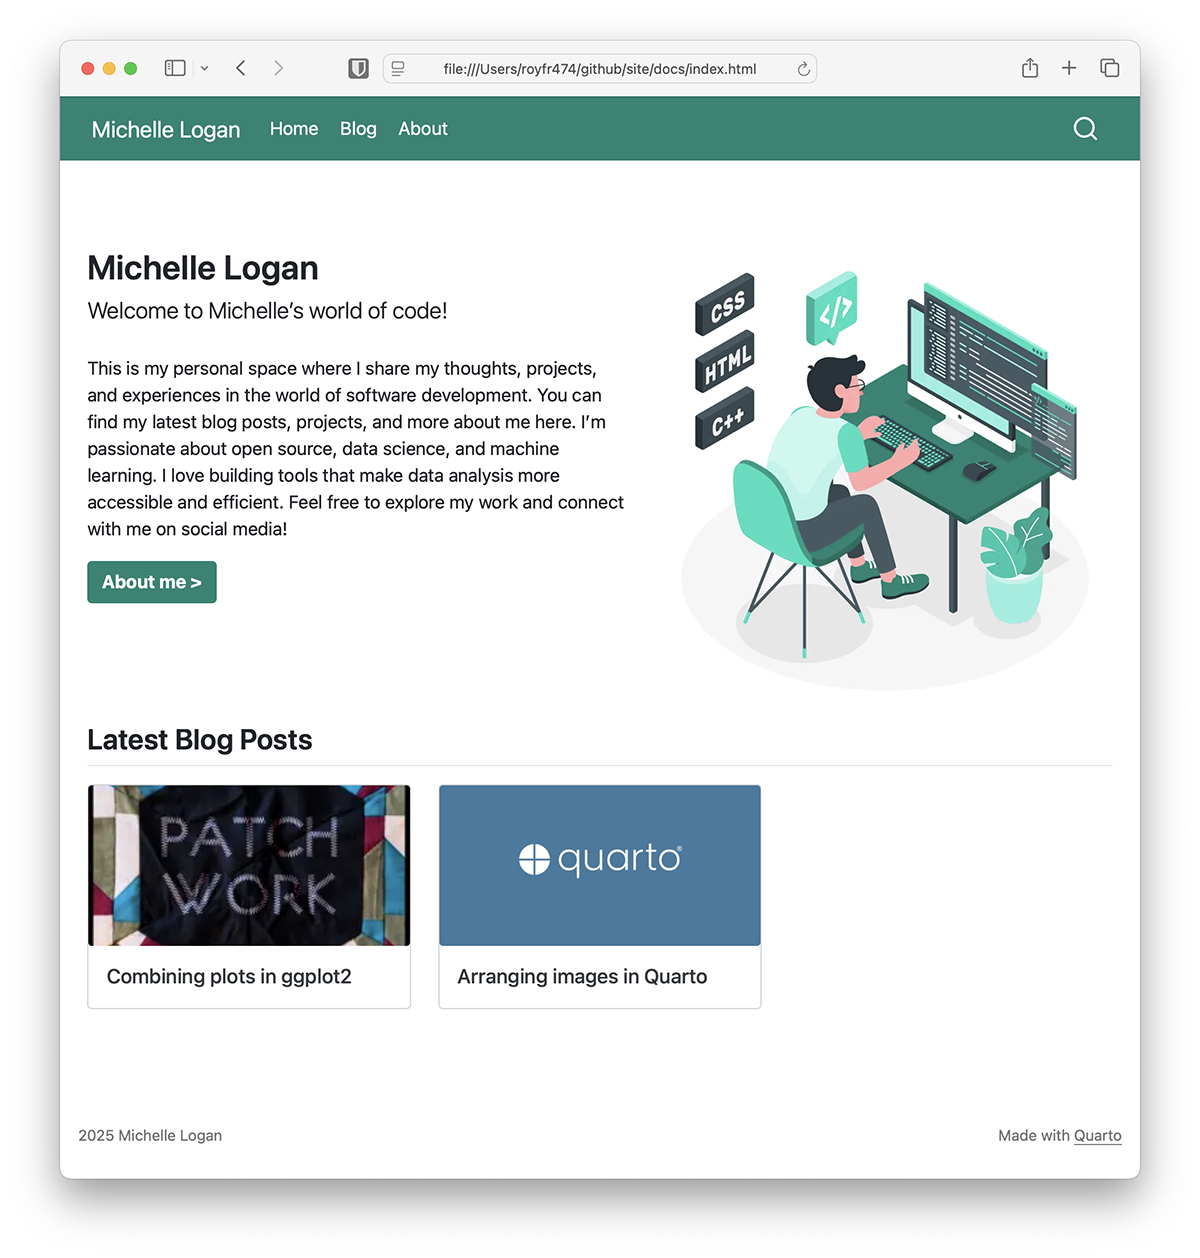 file:///Users/royfr474/github/site/docs/index.html
Michelle Logan Home Blog About
Michelle Logan
Welcome to Michelle’s world of code!
This is my personal space where I share my thoughts, projects,
and experiences in the world of software development. You can
find my latest blog posts, projects, and more about me here. I’m
passionate about open source, data science, and machine
learning. I love building tools that make data analysis more
accessible and efficient. Feel free to explore my work and connect
with me on social media!
About me >
CSS
</>
HTML
C++
Latest Blog Posts
PATCH
WORK
quarto®
Combining plots in ggplot2
Arranging images in Quarto
2025 Michelle Logan
Made with Quarto